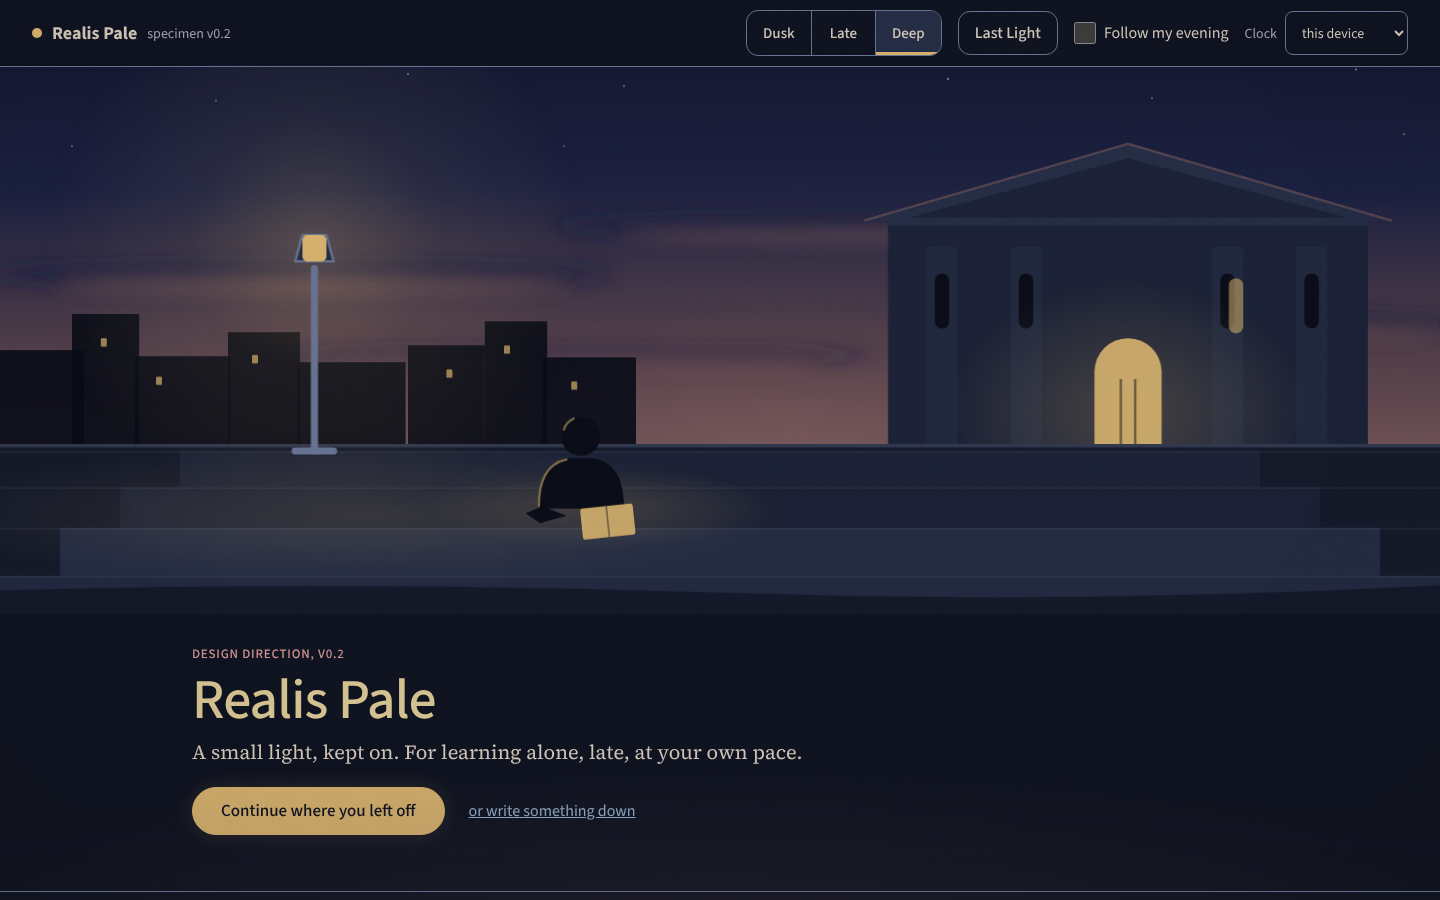 Realis Pale specimen v0.2
Dusk Late Deep Last Light Follow my evening Clock this device
DESIGN DIRECTION, V0.2
Realis Pale
A small light, kept on. For learning alone, late, at your own pace.
Continue where you left off or write something down